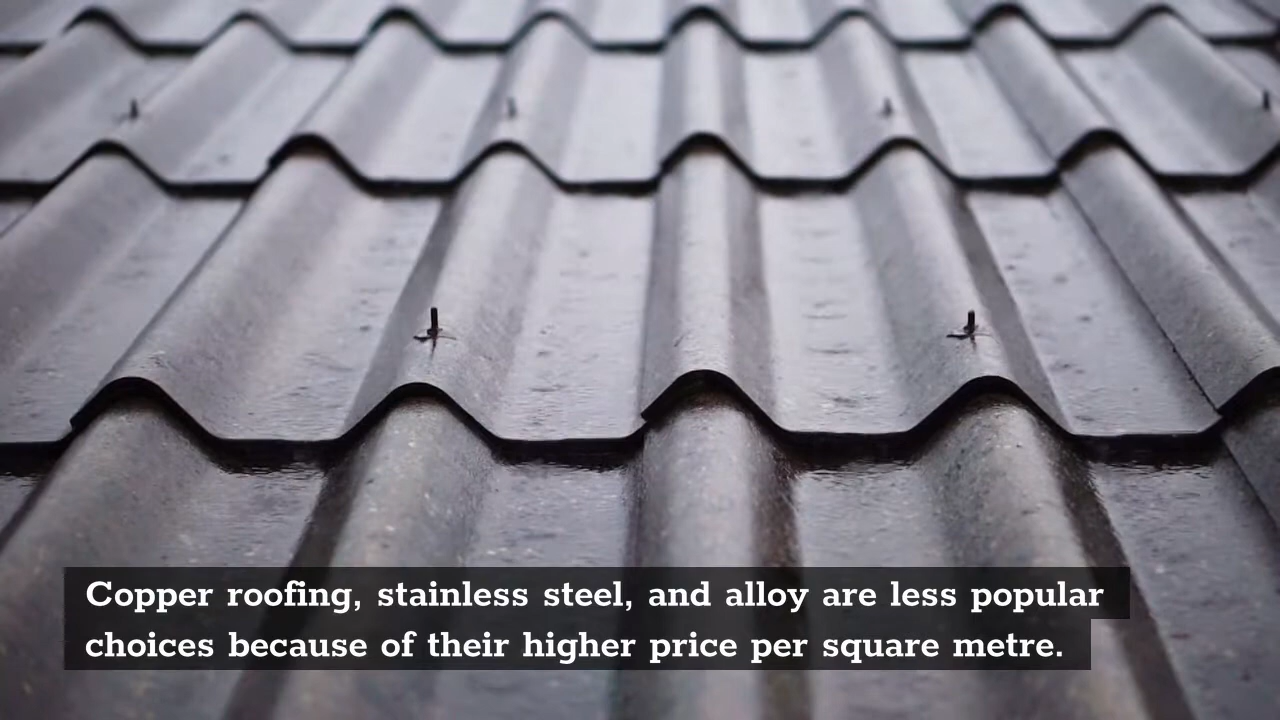 Copper roofing, stainless steel, and alloy are less popular
choices because of their higher price per square metre.